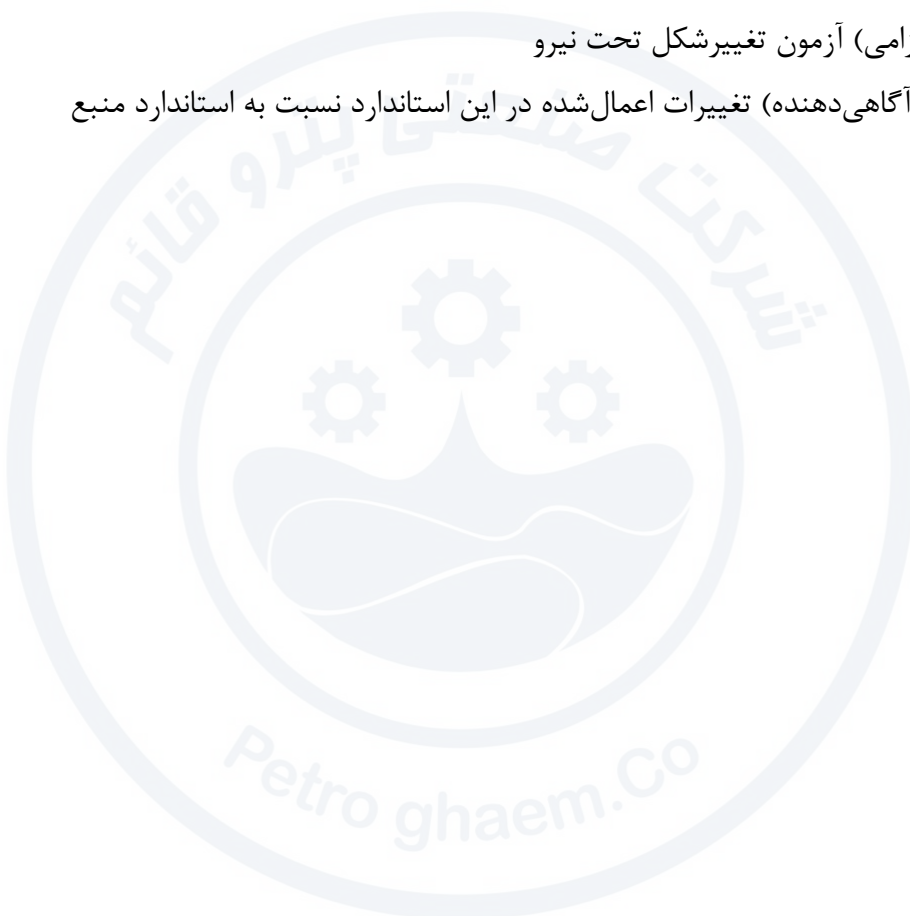 زامی) آزمون تغییرشکل تحت نیرو
آگاهی‌دهنده) تغییرات اعمال‌شده در این استاندارد نسبت به استاندارد منبع
شرکت صنعتی پترو قائم
Petro ghaem.Co